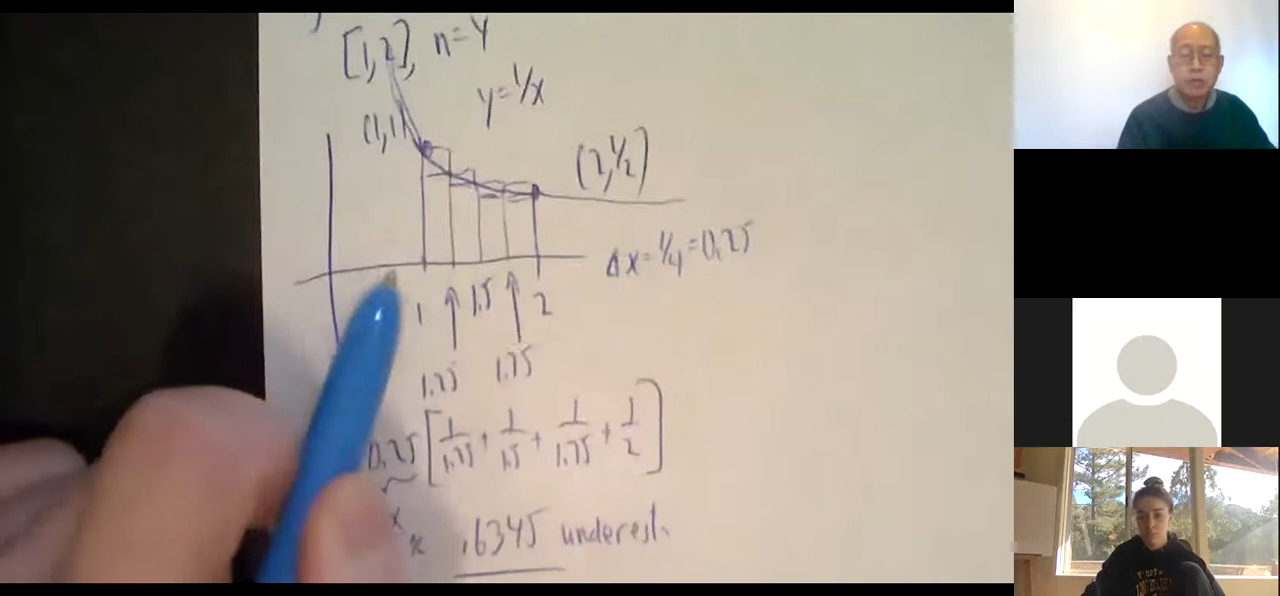 [1,2], n=4
y=1/x
(1,1)
(2,1/2)
Δx=1/4=0.25
1 1.5 2
1.25 1.75
0.25 [1/1.25 + 1/1.5 + 1/1.75 + 1/2]
x
≈ .6345 underest.